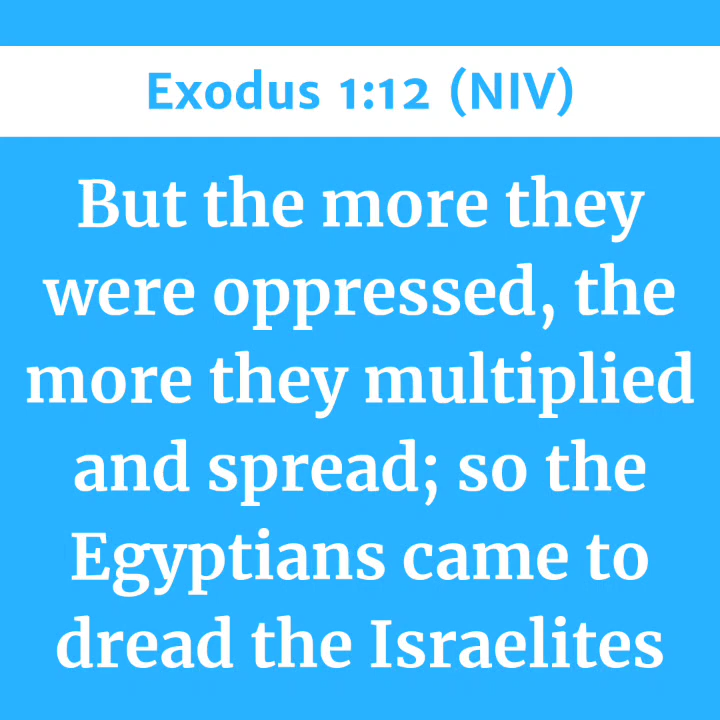 Exodus 1:12 (NIV)
But the more they
were oppressed, the
more they multiplied
and spread; so the
Egyptians came to
dread the Israelites